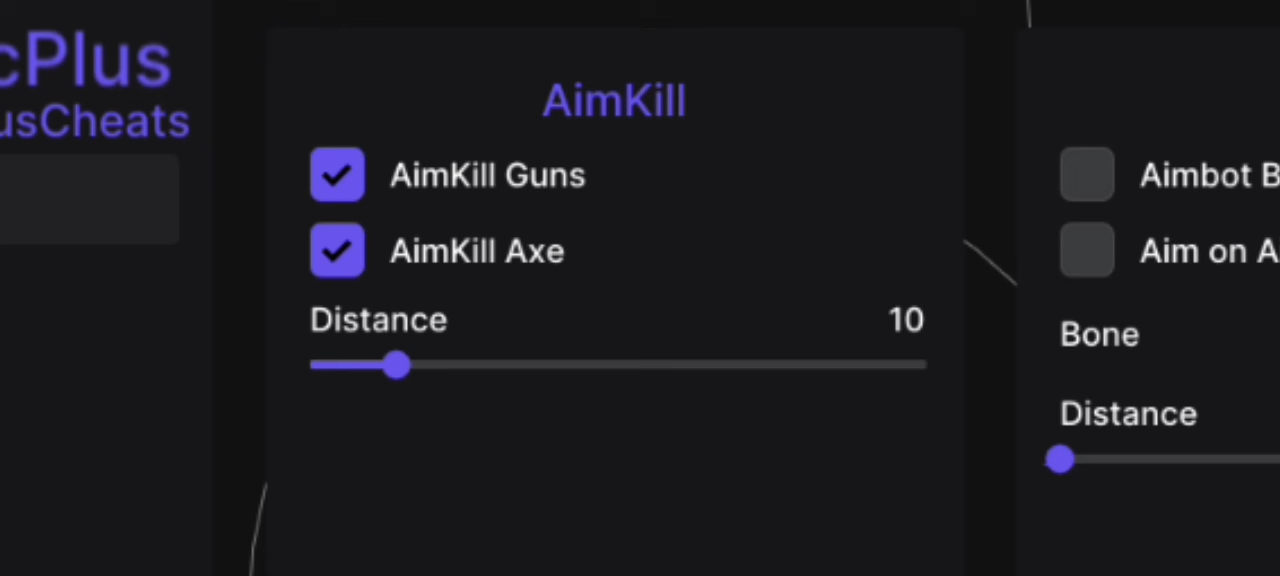 cPlus
usCheats
AimKill
AimKill Guns
AimKill Axe
Distance 10
Aimbot B
Aim on A
Bone
Distance